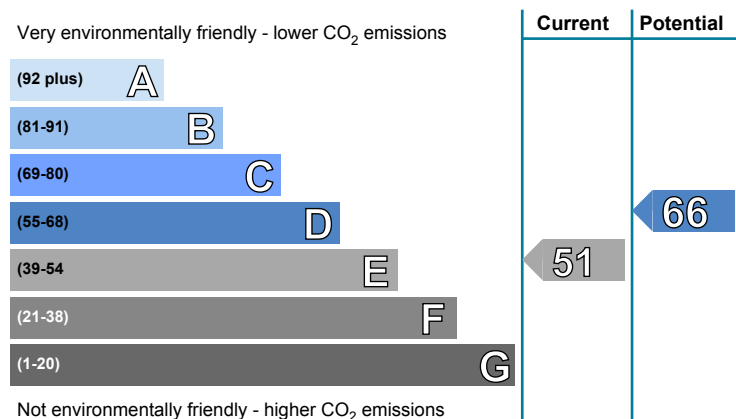 Current Potential
Very environmentally friendly - lower CO2 emissions
(92 plus) A
(81-91) B
(69-80) C
(55-68) D 66
(39-54 E 51
(21-38) F
(1-20) G
Not environmentally friendly - higher CO2 emissions